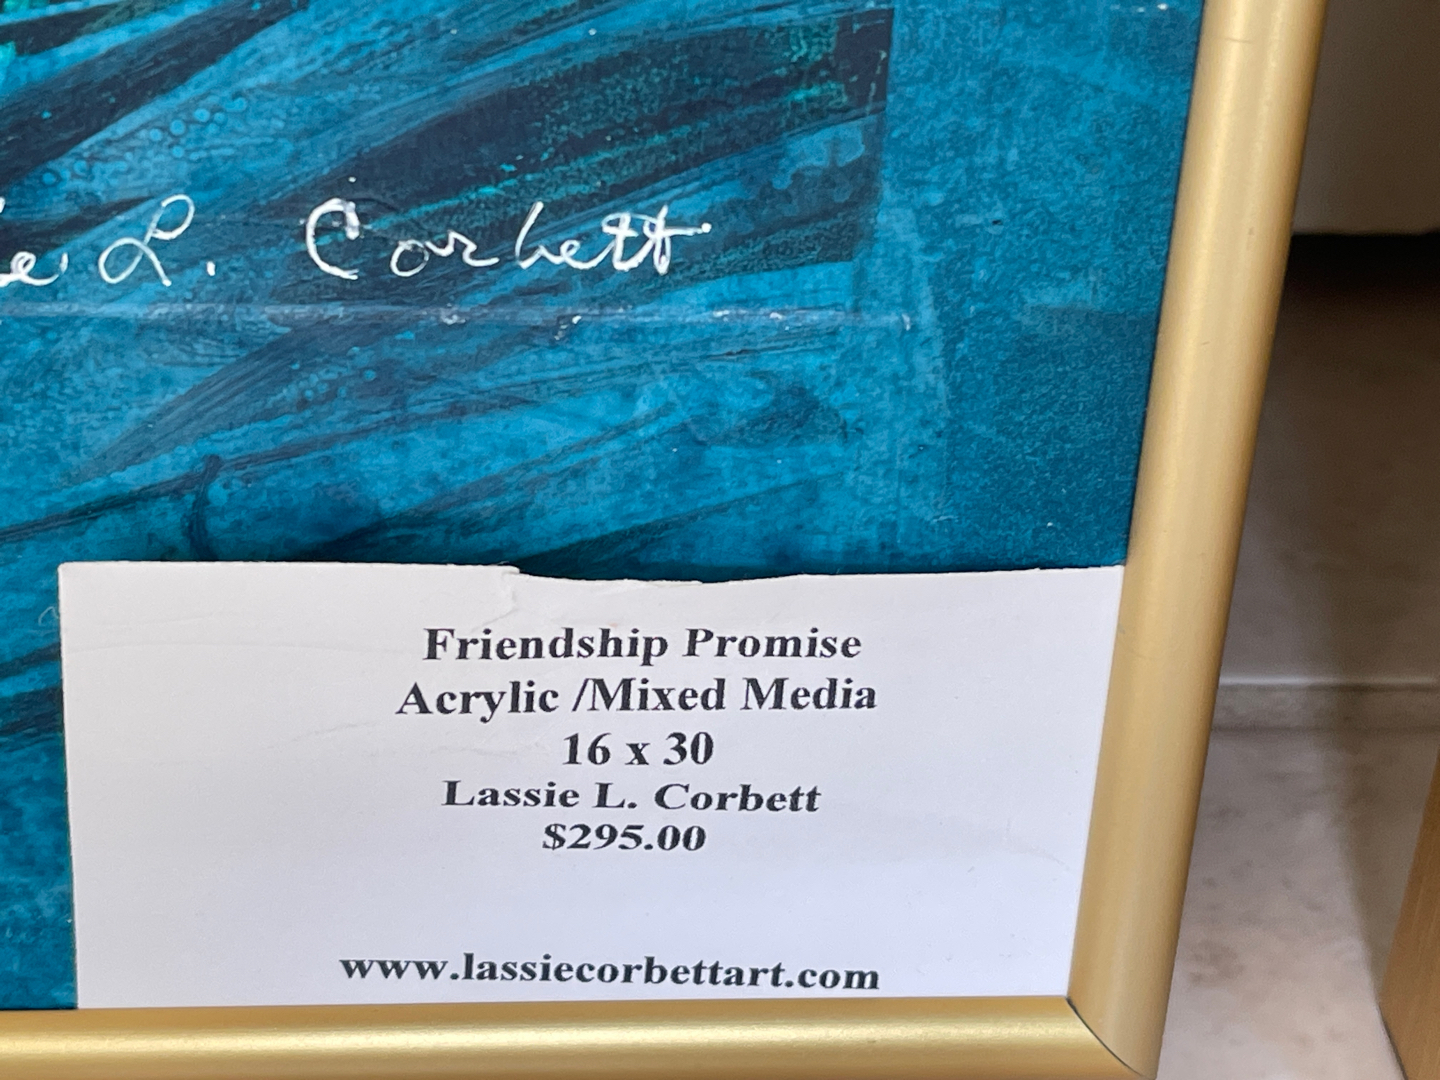 e L. Corbett
Friendship Promise
Acrylic /Mixed Media
16 x 30
Lassie L. Corbett
$295.00
www.lassiecorbettart.com